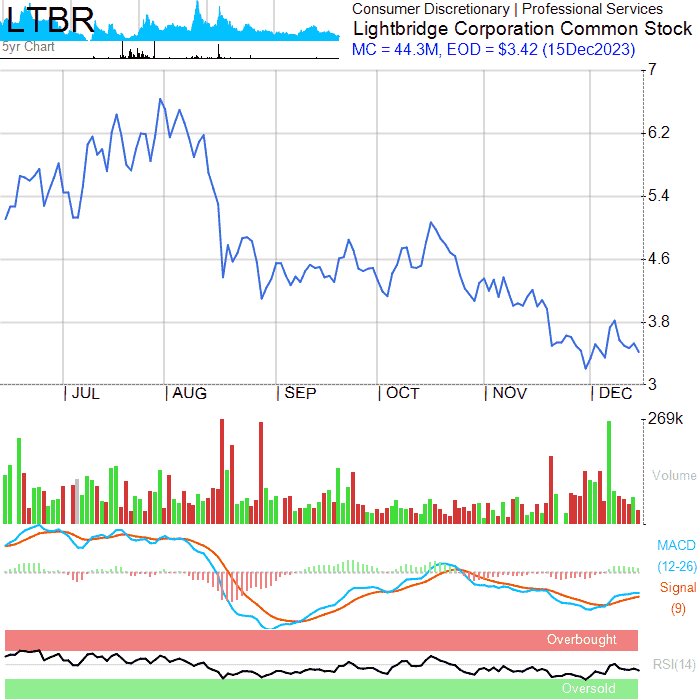 LTBR
5yr Chart
Consumer Discretionary | Professional Services
Lightbridge Corporation Common Stock
MC = 44.3M, EOD = $3.42 (15Dec2023)
7
6.2
5.4
4.6
3.8
3
JUL AUG SEP OCT NOV DEC
269k
Volume
MACD
(12-26)
Signal
(9)
Overbought
RSI(14)
Oversold